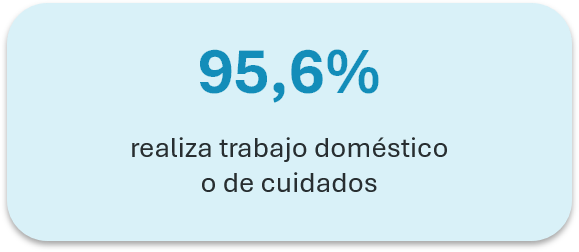 95,6%
realiza trabajo doméstico
o de cuidados